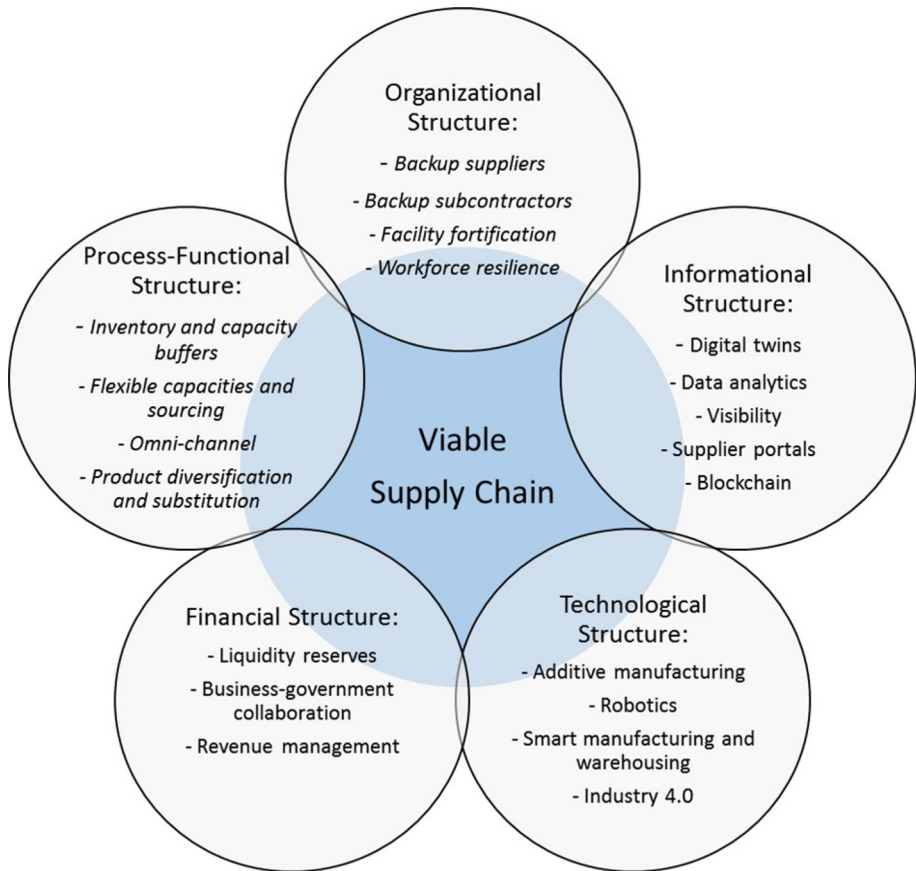 Organizational
Structure:
- Backup suppliers
- Backup subcontractors
- Facility fortification
- Workforce resilience
Process-Functional
Structure:
- Inventory and capacity
buffers
- Flexible capacities and
sourcing
- Omni-channel
- Product diversification
and substitution
Informational
Structure:
- Digital twins
- Data analytics
- Visibility
- Supplier portals
- Blockchain
Viable
Supply Chain
Financial Structure:
- Liquidity reserves
- Business-government
collaboration
- Revenue management
Technological
Structure:
- Additive manufacturing
- Robotics
- Smart manufacturing and
warehousing
- Industry 4.0